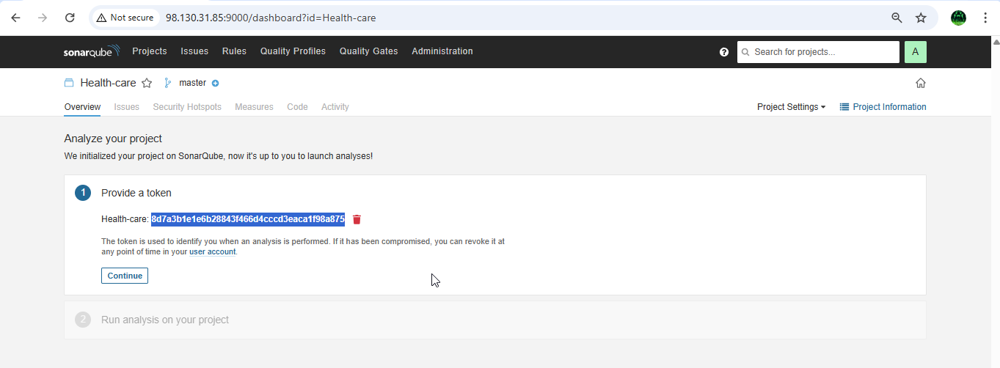 Not secure 98.130.31.85:9000/dashboard?id=Health-care
sonarqube Projects Issues Rules Quality Profiles Quality Gates Administration ? Search for projects... A
Health-care master
Overview Issues Security Hotspots Measures Code Activity Project Settings Project Information
Analyze your project
We initialized your project on SonarQube, now it's up to you to launch analyses!
1 Provide a token
Health-care: 8d7a3b1e1e6b28843f466d4cccd3eaca1f98a875
The token is used to identify you when an analysis is performed. If it has been compromised, you can revoke it at
any point of time in your user account.
Continue
2 Run analysis on your project